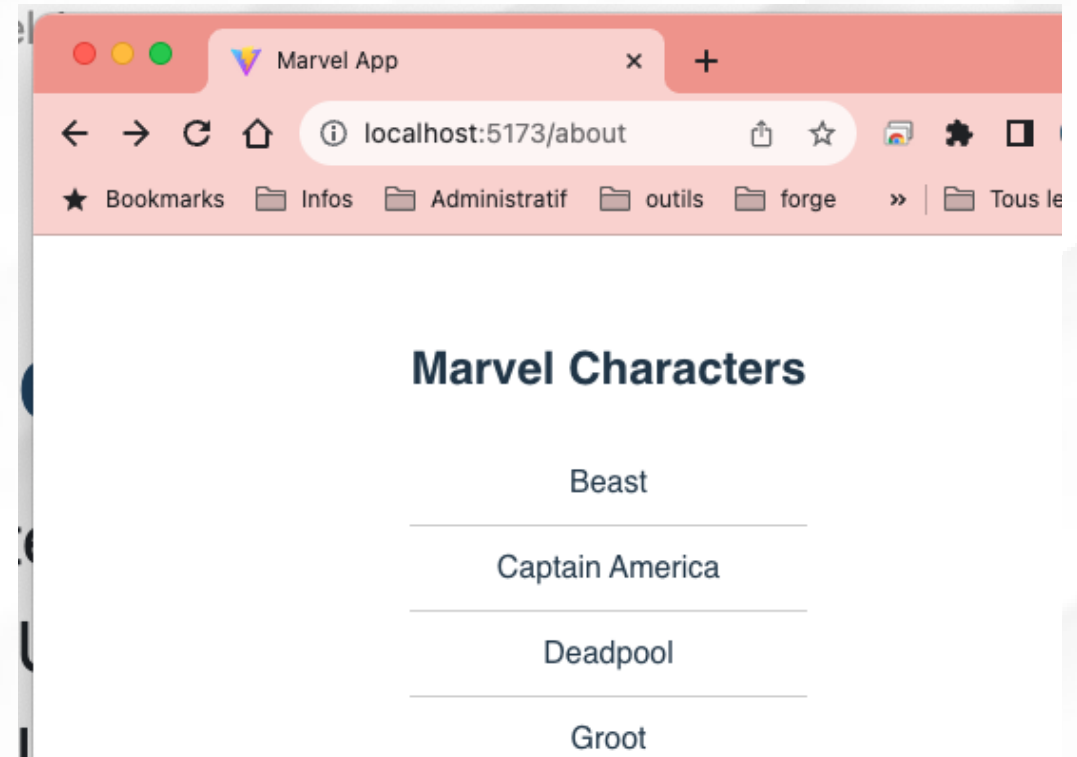 Marvel App
localhost:5173/about
Bookmarks Infos Administratif outils forge » Tous le
Marvel Characters
Beast
Captain America
Deadpool
Groot